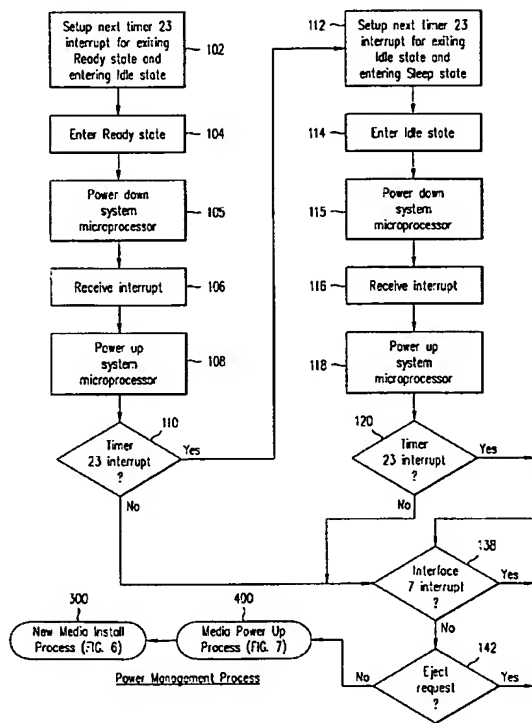 Setup next timer 23
interrupt for exiting
Ready state and
entering Idle state
102
Enter Ready state
104
Power down
system
microprocessor
105
Receive interrupt
106
Power up
system
microprocessor
108
110
Timer
23 interrupt
?
Yes
No
112
Setup next timer 23
interrupt for exiting
Idle state and
entering Sleep state
114
Enter Idle state
Power down
system
microprocessor
115
Receive interrupt
116
Power up
system
microprocessor
118
120
Timer
23 interrupt
?
Yes
No
138
Interface
7 interrupt
?
Yes
No
142
Eject
request
?
Yes
No
400
Media Power Up
Process (FIG. 7)
300
New Media Install
Process (FIG. 6)
Power Management Process